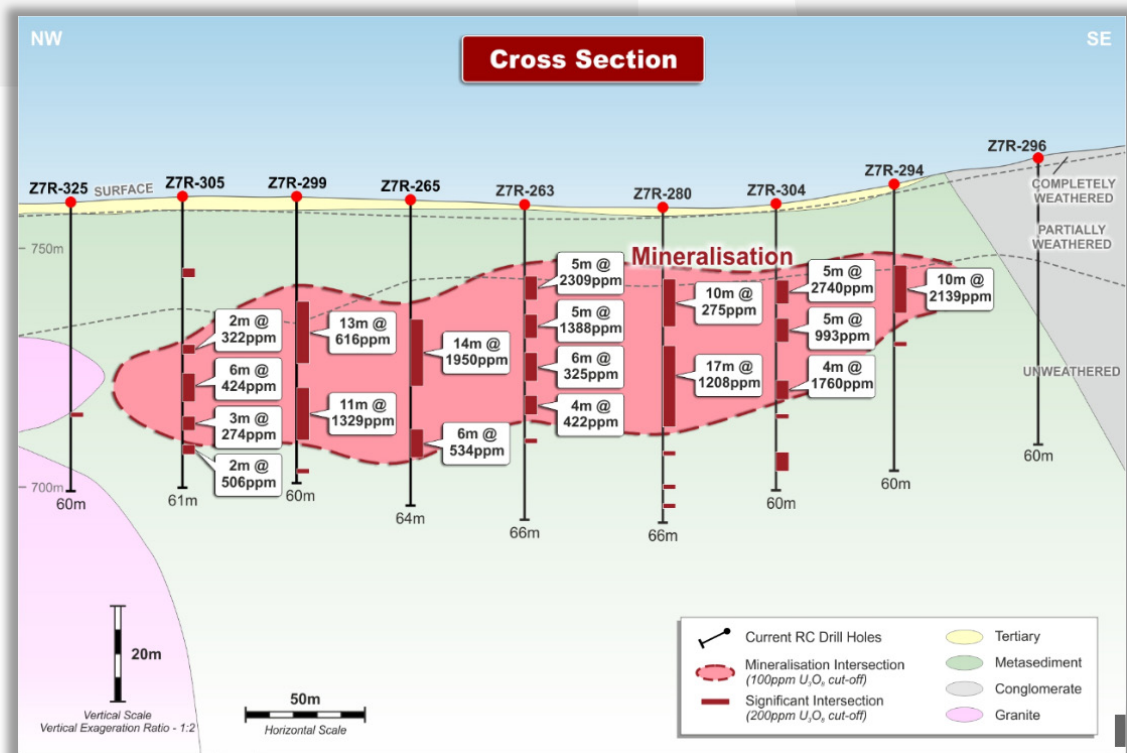 NW
SE
Cross Section
Z7R-325
SURFACE
Z7R-305
Z7R-299
Z7R-265
Z7R-263
Z7R-280
Z7R-304
Z7R-294
Z7R-296
COMPLETELY
WEATHERED
PARTIALLY
WEATHERED
UNWEATHERED
750m
700m
Mineralisation
2m @
322ppm
6m @
424ppm
3m @
274ppm
2m @
506ppm
13m @
616ppm
11m @
1329ppm
14m @
1950ppm
6m @
534ppm
5m @
2309ppm
5m @
1388ppm
6m @
325ppm
4m @
422ppm
10m @
275ppm
17m @
1208ppm
5m @
2740ppm
5m @
993ppm
4m @
1760ppm
10m @
2139ppm
60m
61m
60m
64m
66m
66m
60m
60m
60m
20m
Vertical Scale
Vertical Exageration Ratio - 1:2
50m
Horizontal Scale
Current RC Drill Holes
Mineralisation Intersection
(100ppm U₃O₈ cut-off)
Significant Intersection
(200ppm U₃O₈ cut-off)
Tertiary
Metasediment
Conglomerate
Granite